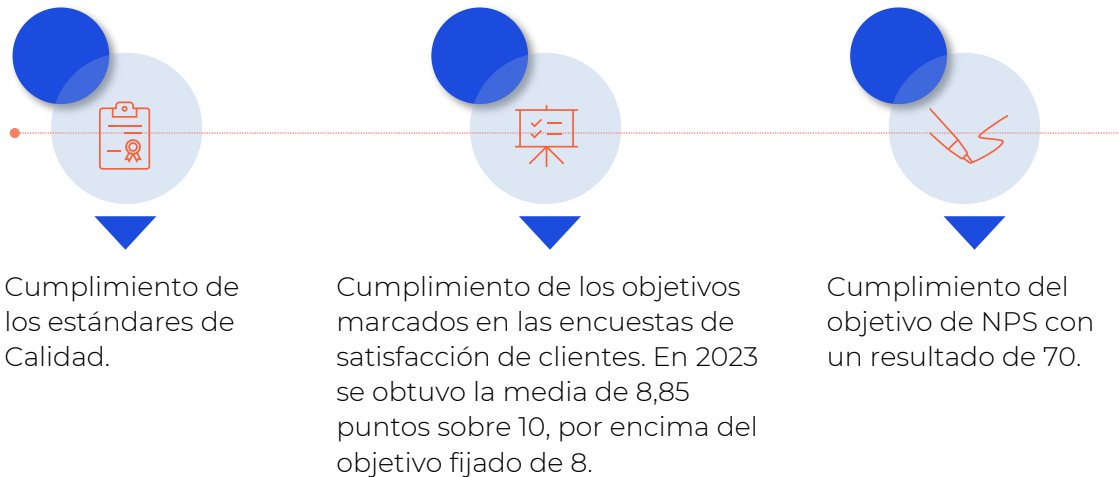 Cumplimiento de
los estándares de
Calidad.
Cumplimiento de los objetivos
marcados en las encuestas de
satisfacción de clientes. En 2023
se obtuvo la media de 8,85
puntos sobre 10, por encima del
objetivo fijado de 8.
Cumplimiento del
objetivo de NPS con
un resultado de 70.